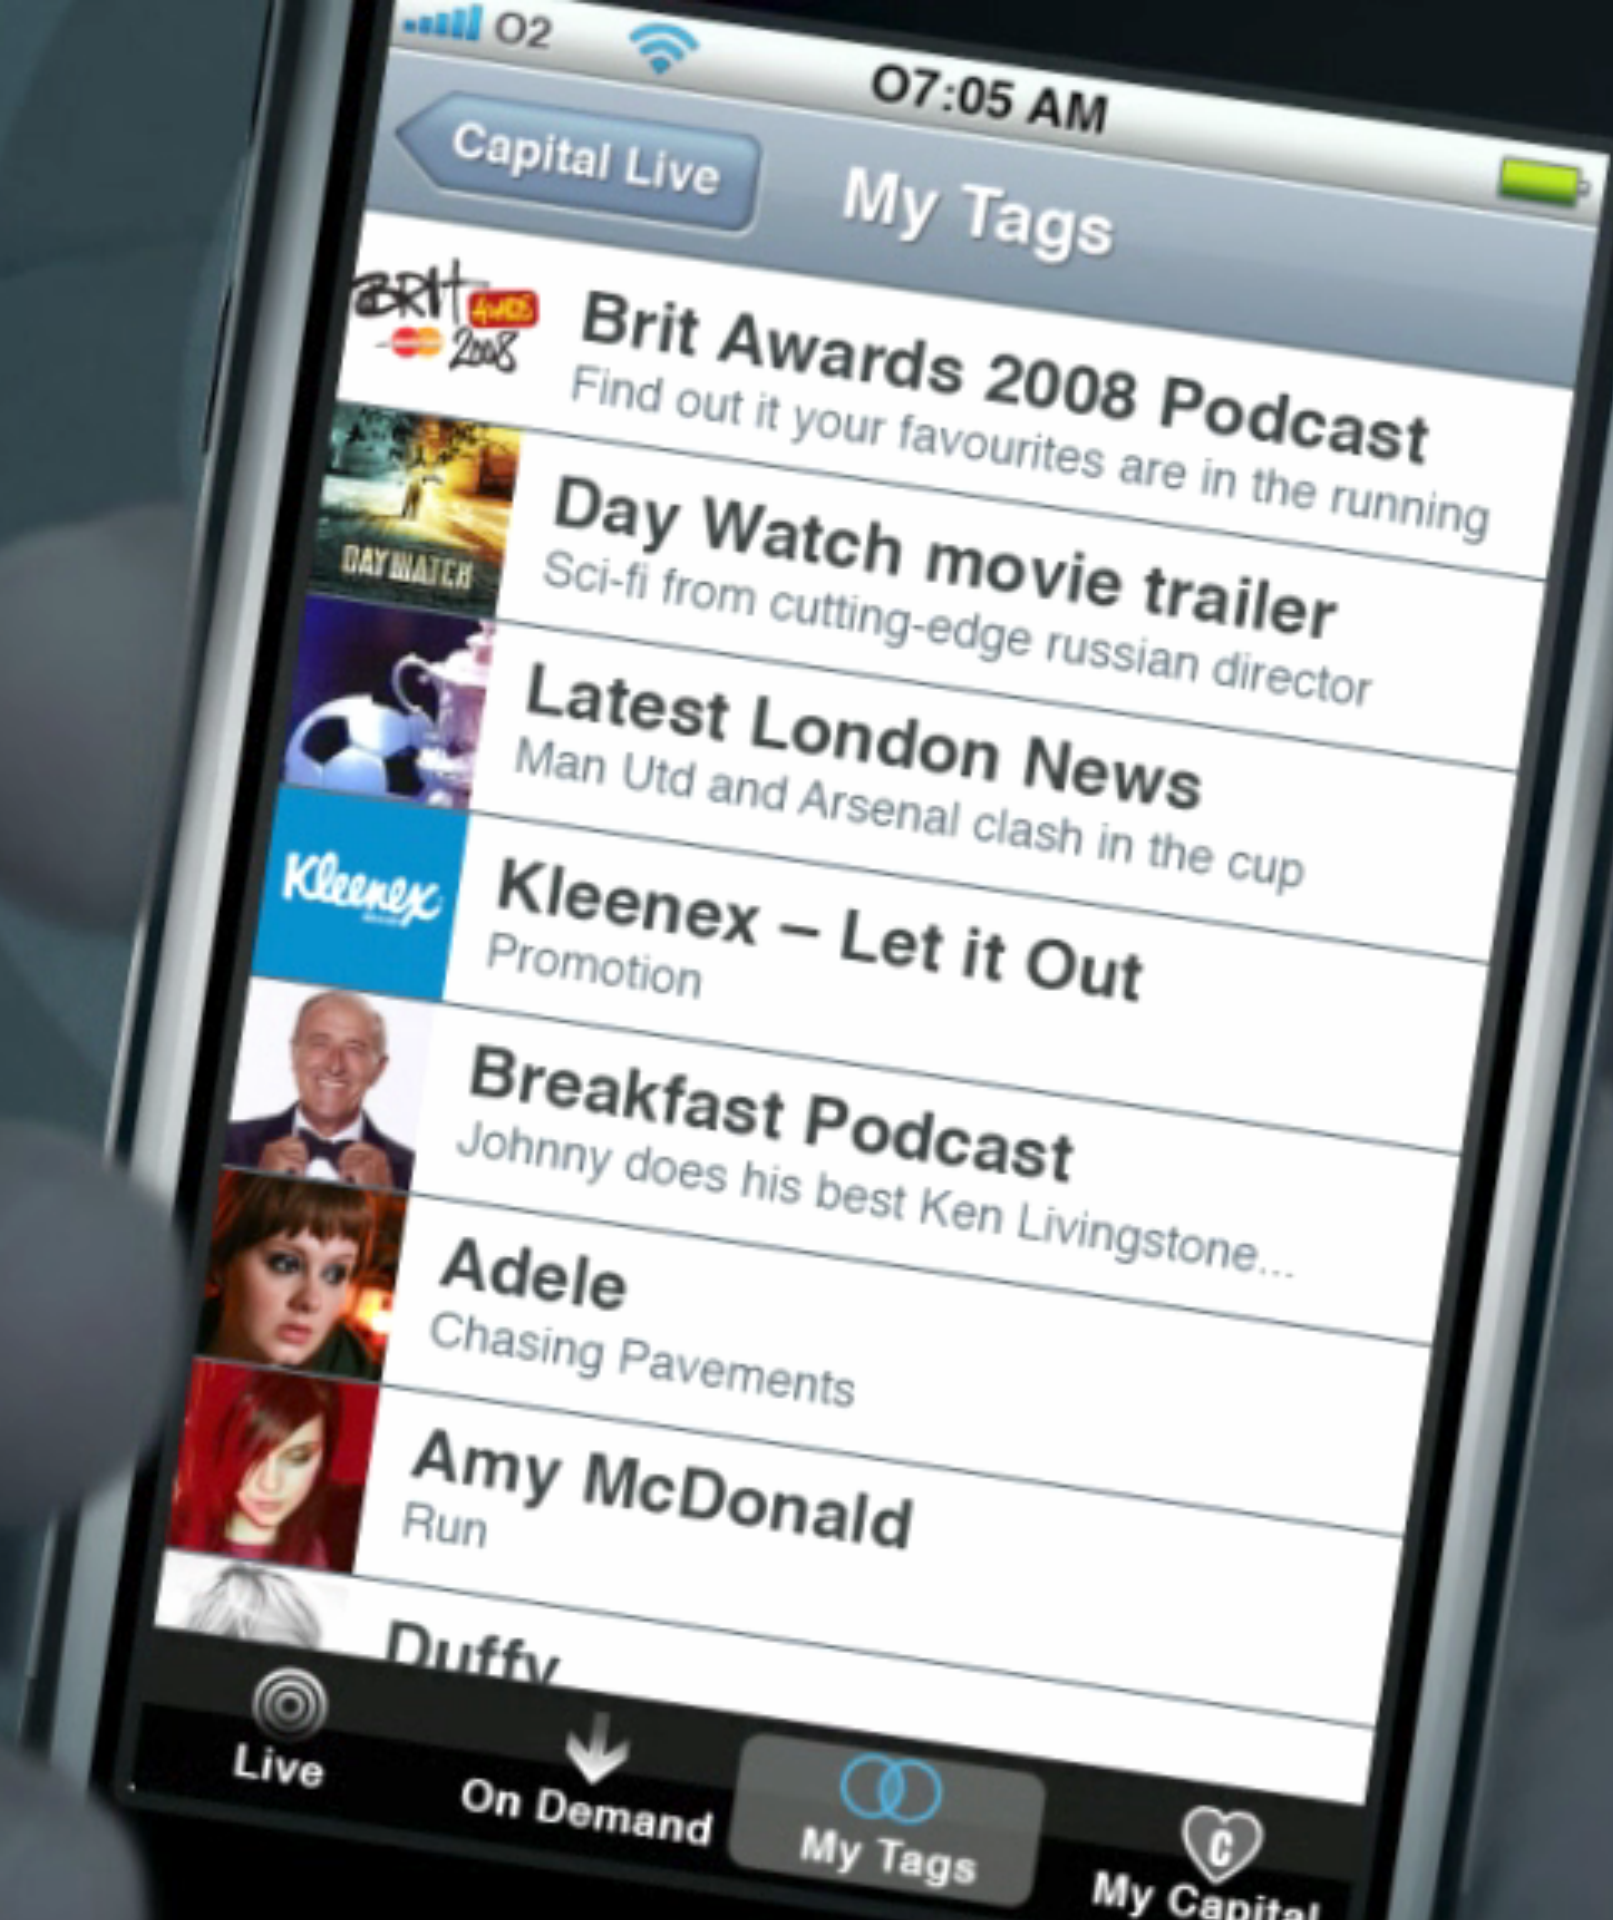 O2
07:05 AM
Capital Live
My Tags
BRIT AWARDS 2008
Brit Awards 2008 Podcast
Find out it your favourites are in the running
DAY WATCH
Day Watch movie trailer
Sci-fi from cutting-edge russian director
Latest London News
Man Utd and Arsenal clash in the cup
Kleenex
Kleenex – Let it Out
Promotion
Breakfast Podcast
Johnny does his best Ken Livingstone...
Adele
Chasing Pavements
Amy McDonald
Run
Duffy
Live
On Demand
My Tags
C
My Capital